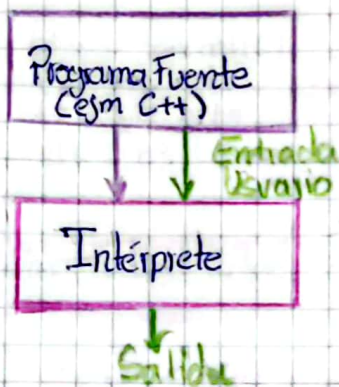 Programa Fuente
(ejm C++)
Entrada
Usuario
Intérprete
Salida